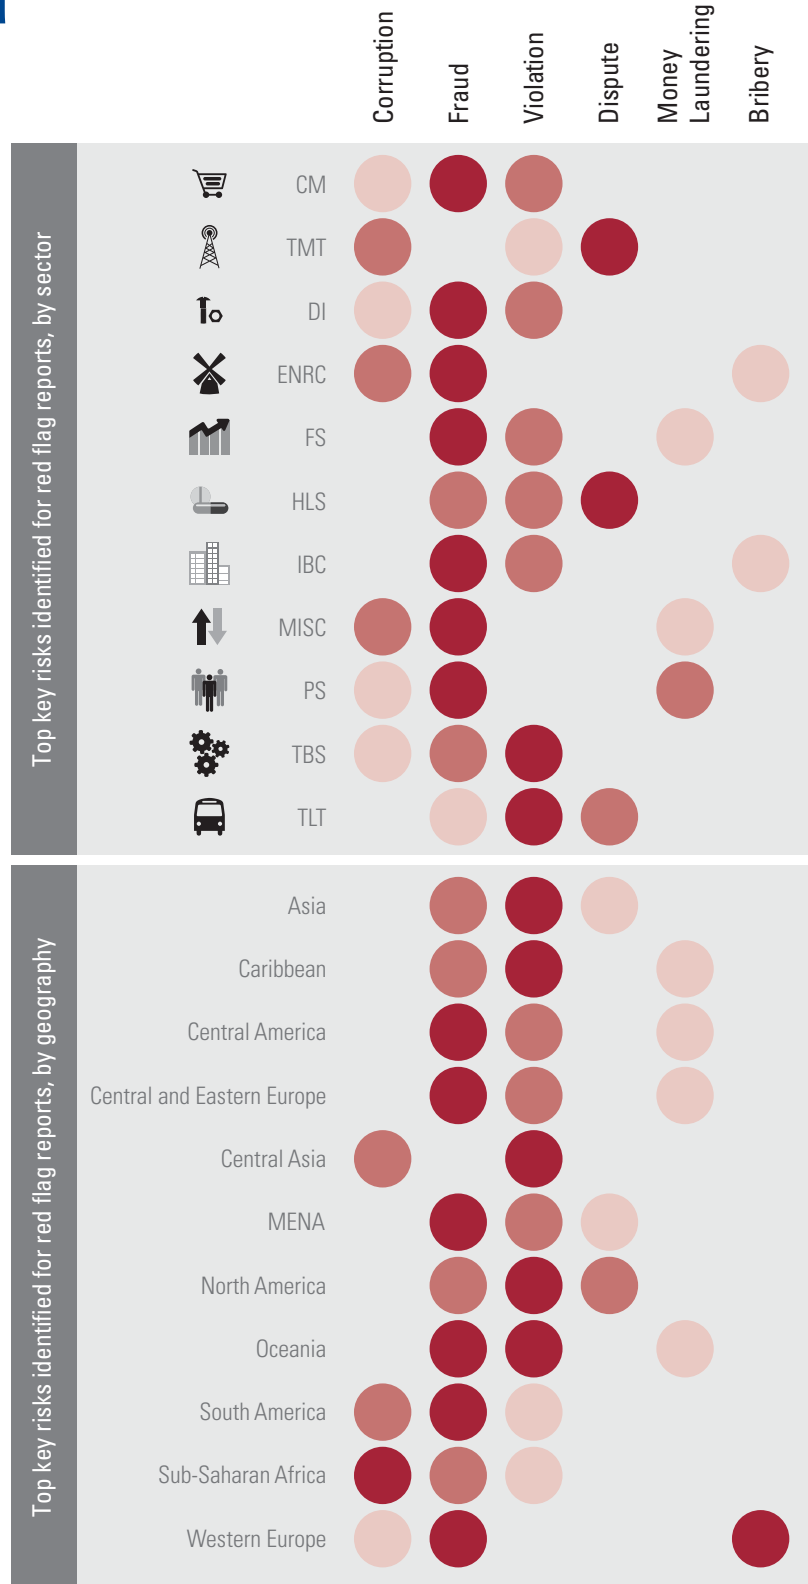 Corruption
Fraud
Violation
Dispute
Money
Laundering
Bribery
Top key risks identified for red flag reports, by sector
CM
TMT
DI
ENRC
FS
HLS
IBC
MISC
PS
TBS
TLT
Top key risks identified for red flag reports, by geography
Asia
Caribbean
Central America
Central and Eastern Europe
Central Asia
MENA
North America
Oceania
South America
Sub-Saharan Africa
Western Europe